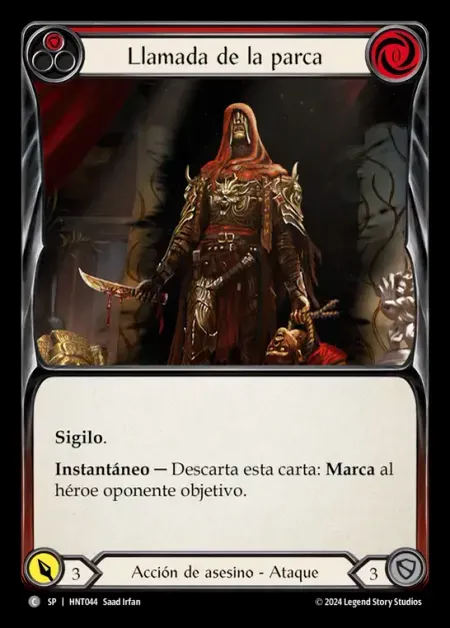 Llamada de la parca
0
Sigilo.
Instantáneo — Descarta esta carta: Marca al
héroe oponente objetivo.
3
Acción de asesino - Ataque
3
C SP | HNT044 Saad Irfan
© 2024 Legend Story Studios